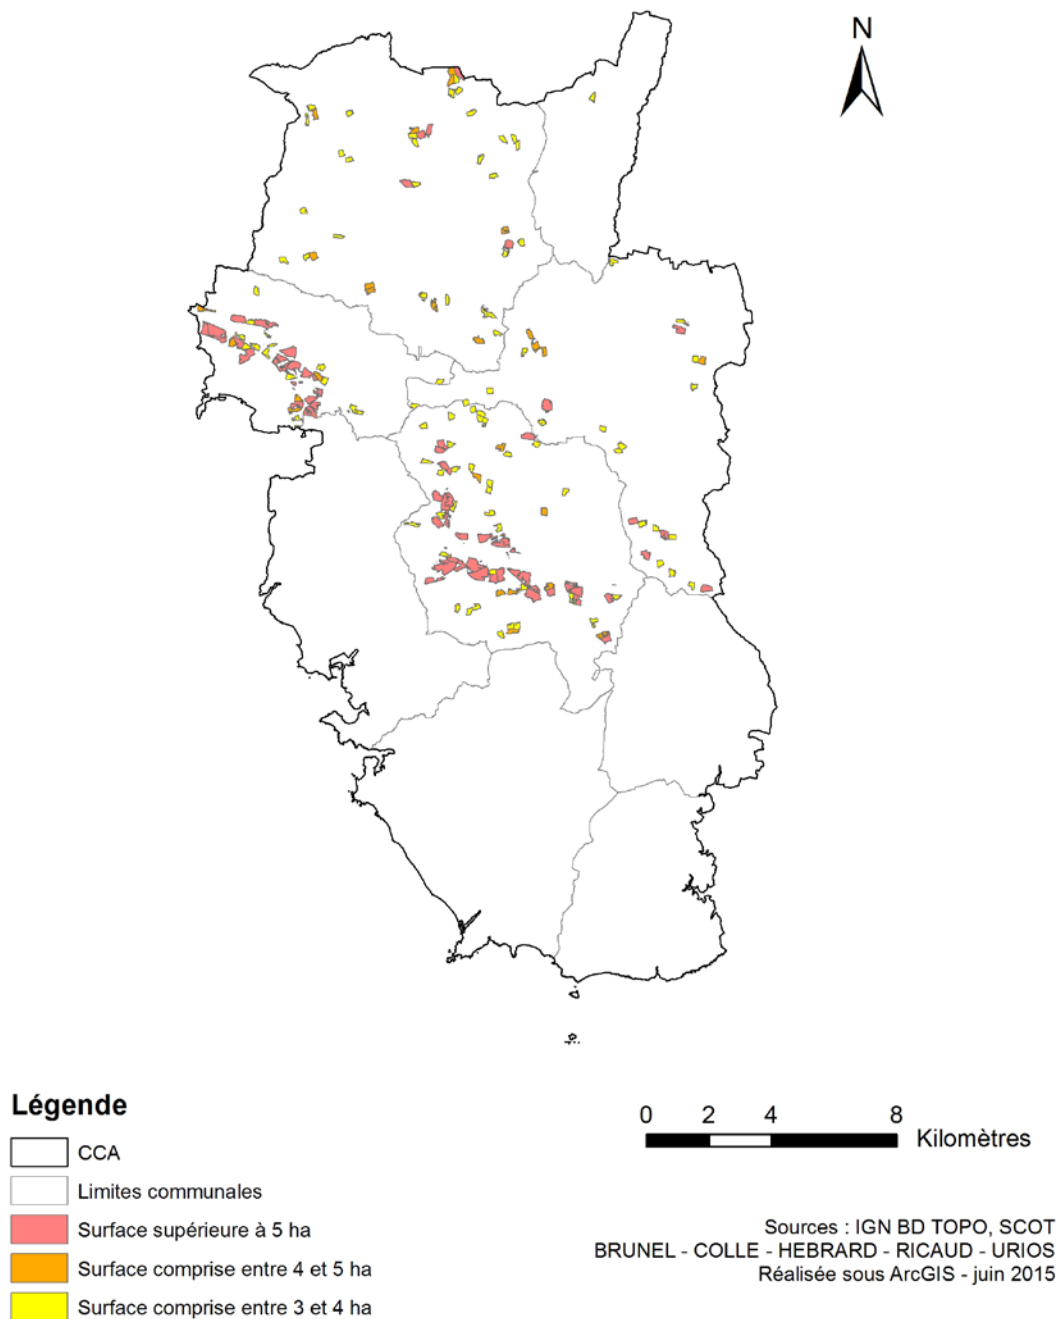 N
Légende
CCA
Limites communales
Surface supérieure à 5 ha
Surface comprise entre 4 et 5 ha
Surface comprise entre 3 et 4 ha
0 2 4 8
Kilomètres
Sources : IGN BD TOPO, SCOT
BRUNEL - COLLE - HEBRARD - RICAUD - URIOS
Réalisée sous ArcGIS - juin 2015